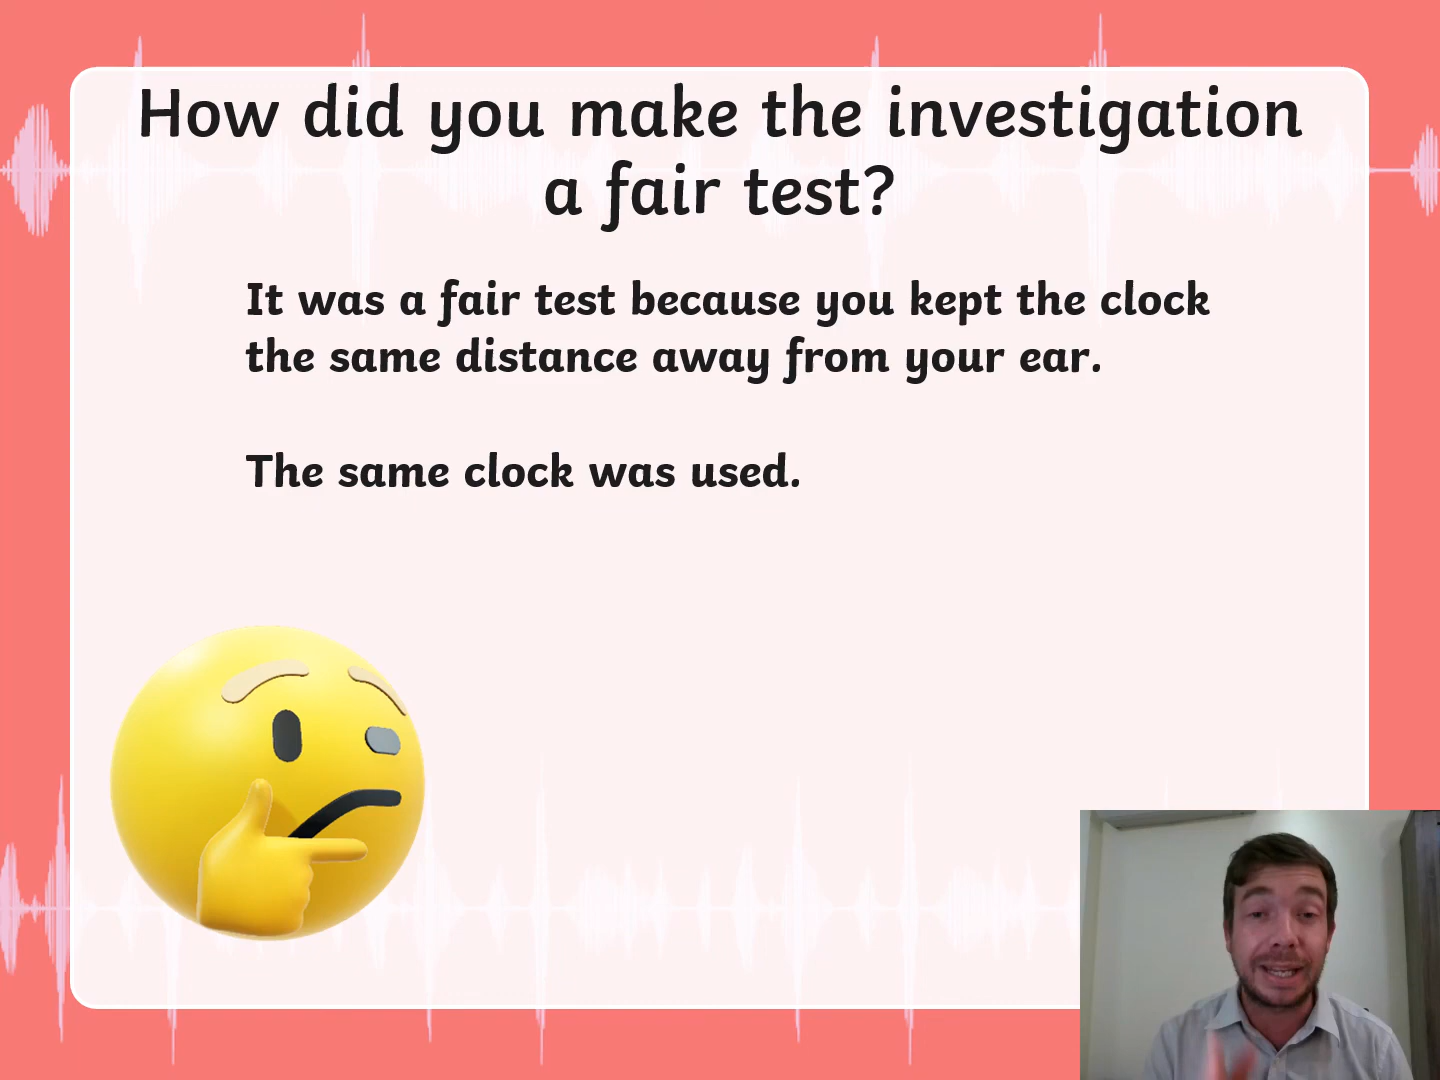 How did you make the investigation
a fair test?
It was a fair test because you kept the clock
the same distance away from your ear.
The same clock was used.